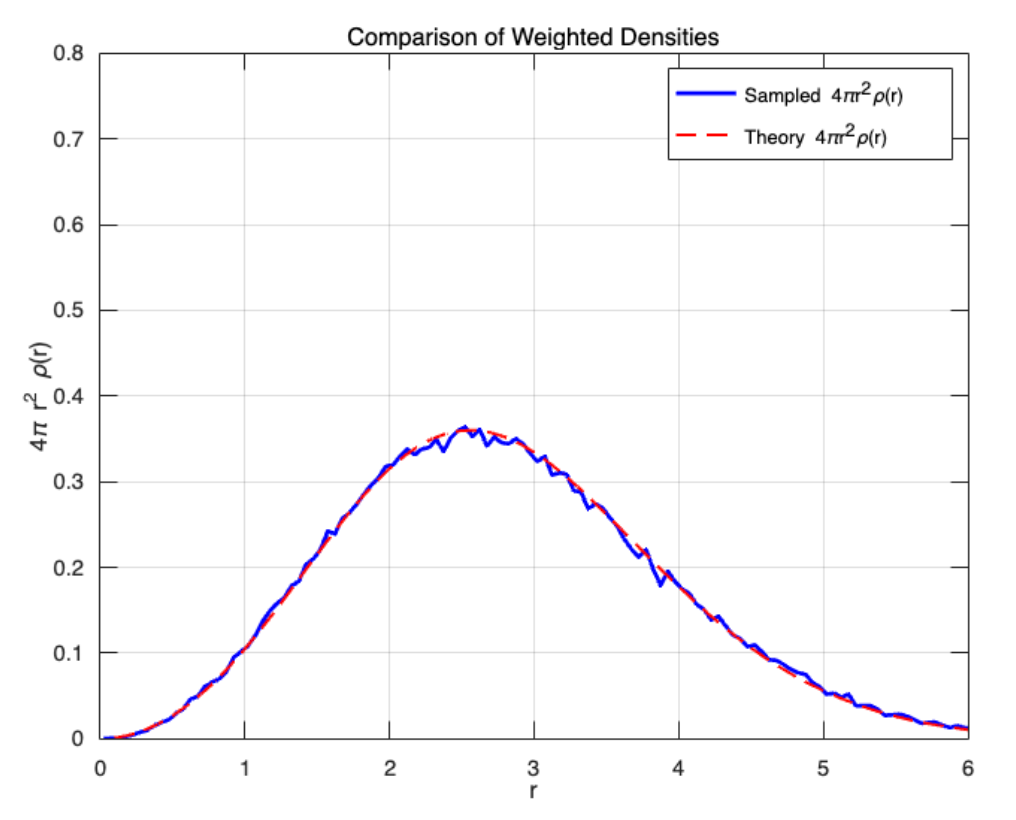 Comparison of Weighted Densities
0.8
0.7
0.6
0.5
0.4
0.3
0.2
0.1
0
4π r² ρ(r)
Sampled 4πr²ρ(r)
Theory 4πr²ρ(r)
0 1 2 3 4 5 6
r